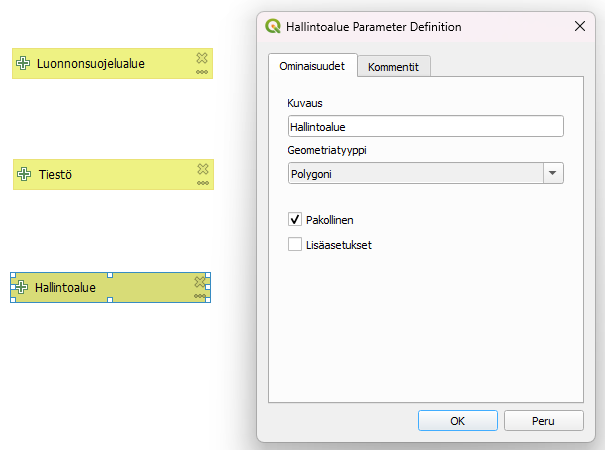 Luonnonsuojelualue
Tiestö
Hallintoalue
Hallintoalue Parameter Definition
Ominaisuudet
Kommentit
Kuvaus
Hallintoalue
Geometriatyyppi
Polygoni
Pakollinen
Lisäasetukset
OK
Peru